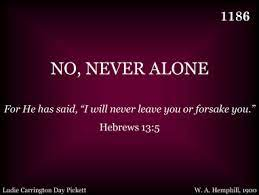 1186
NO, NEVER ALONE
For He has said, “I will never leave you or forsake you.”
Hebrews 13:5
Ludie Carrington Day Pickett
W. A. Hemphill, 1900